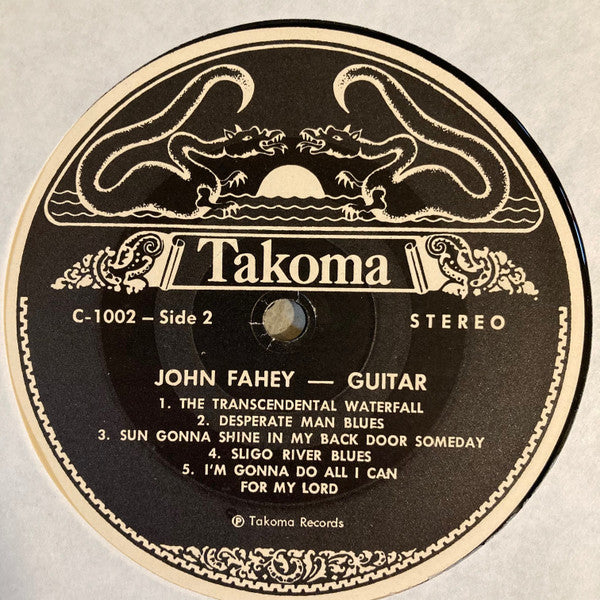 Takoma
C-1002 – Side 2
STEREO
JOHN FAHEY — GUITAR
1. THE TRANSCENDENTAL WATERFALL
2. DESPERATE MAN BLUES
3. SUN GONNA SHINE IN MY BACK DOOR SOMEDAY
4. SLIGO RIVER BLUES
5. I'M GONNA DO ALL I CAN
FOR MY LORD
℗ Takoma Records